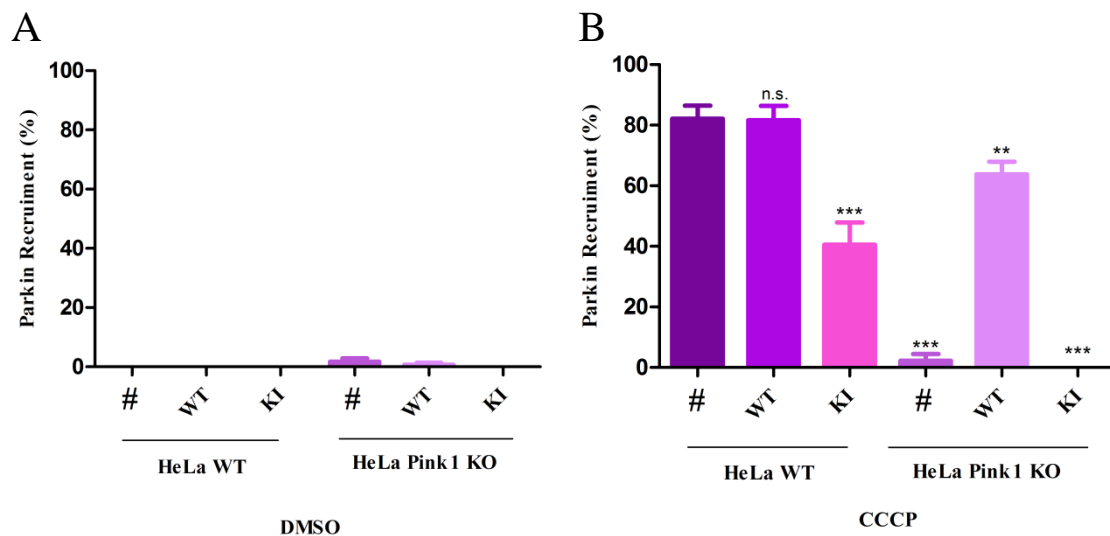 A
Parkin Recruiment (%)
100
80
60
40
20
0
# WT KI # WT KI
HeLa WT HeLa Pink1 KO
DMSO
B
Parkin Recruiment (%)
100
80
60
40
20
0
n.s.
***
***
**
***
# WT KI # WT KI
HeLa WT HeLa Pink1 KO
CCCP